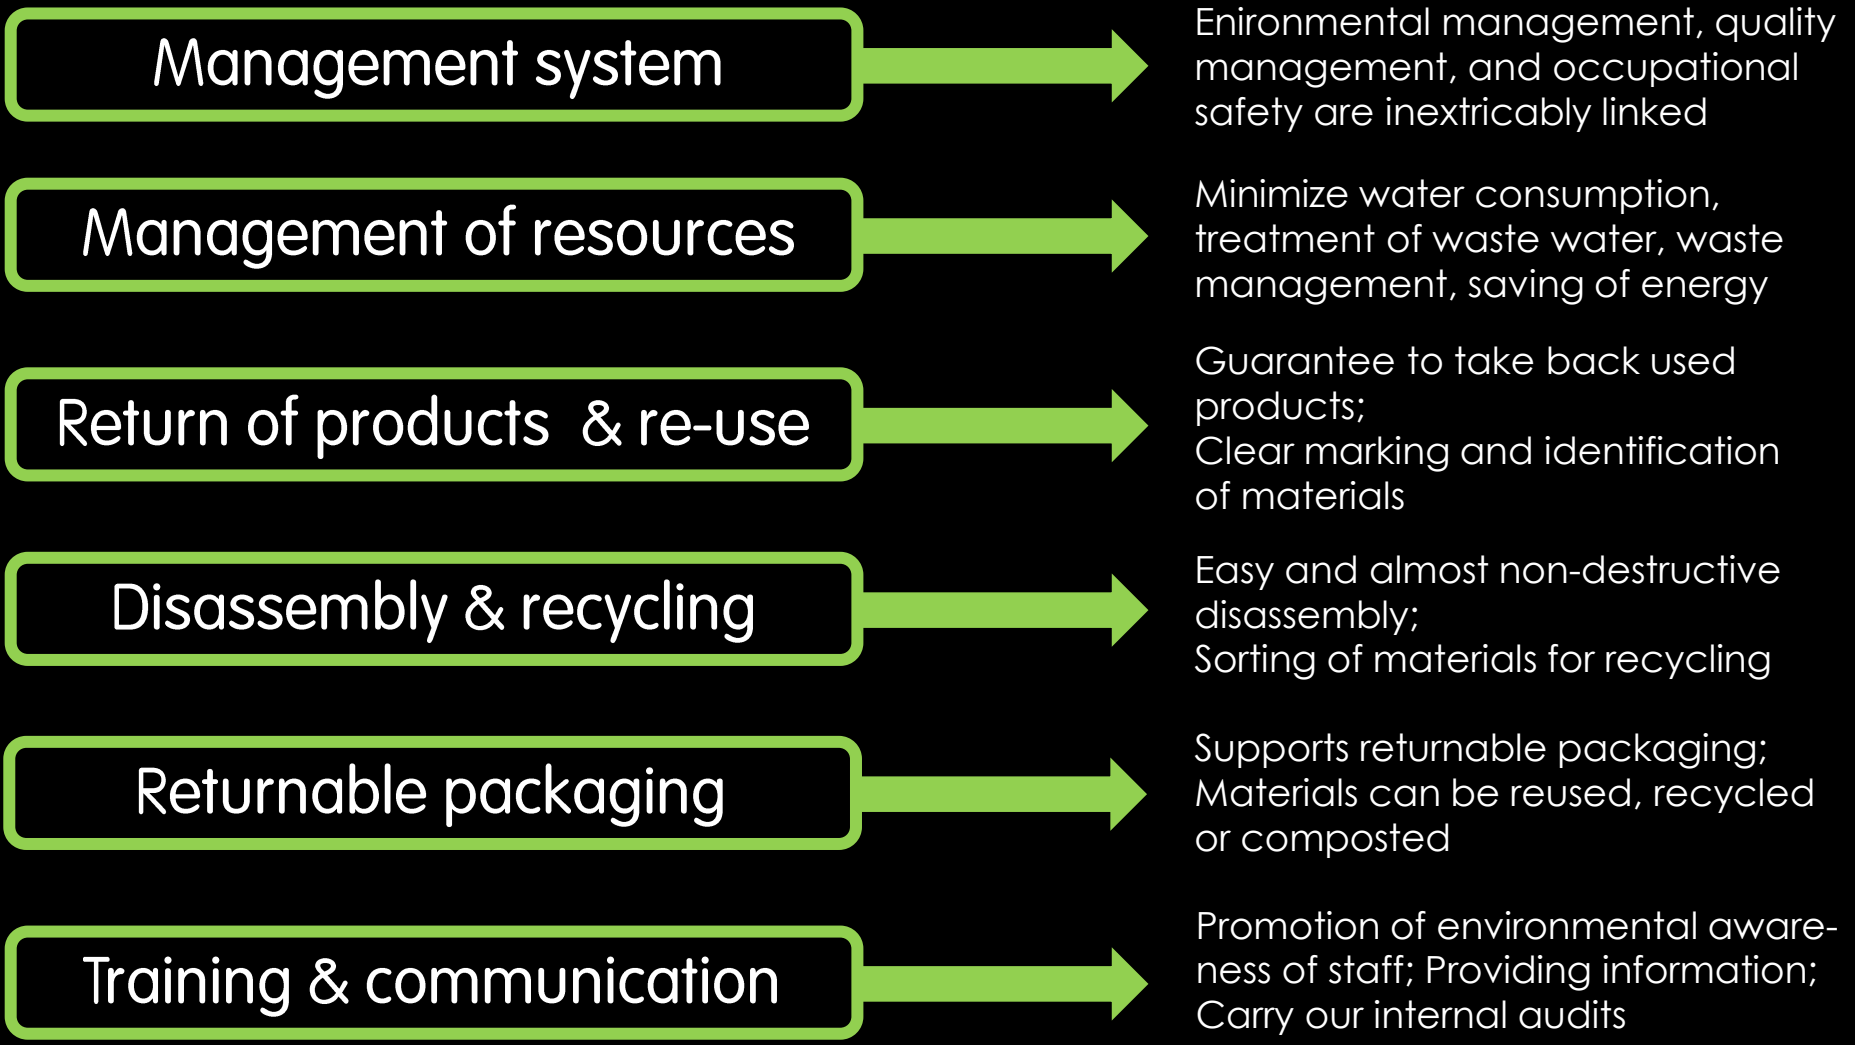 Management system
Enironmental management, quality
management, and occupational
safety are inextricably linked
Management of resources
Minimize water consumption,
treatment of waste water, waste
management, saving of energy
Return of products & re-use
Guarantee to take back used
products;
Clear marking and identification
of materials
Disassembly & recycling
Easy and almost non-destructive
disassembly;
Sorting of materials for recycling
Returnable packaging
Supports returnable packaging;
Materials can be reused, recycled
or composted
Training & communication
Promotion of environmental aware-
ness of staff; Providing information;
Carry our internal audits